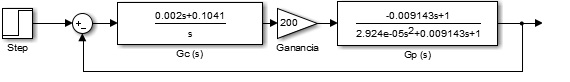 0.002s+0.1041
s
200
-0.009143s+1
2.924e-05s2+0.009143s+1
Step
Gc (s)
Ganancia
Gp (s)